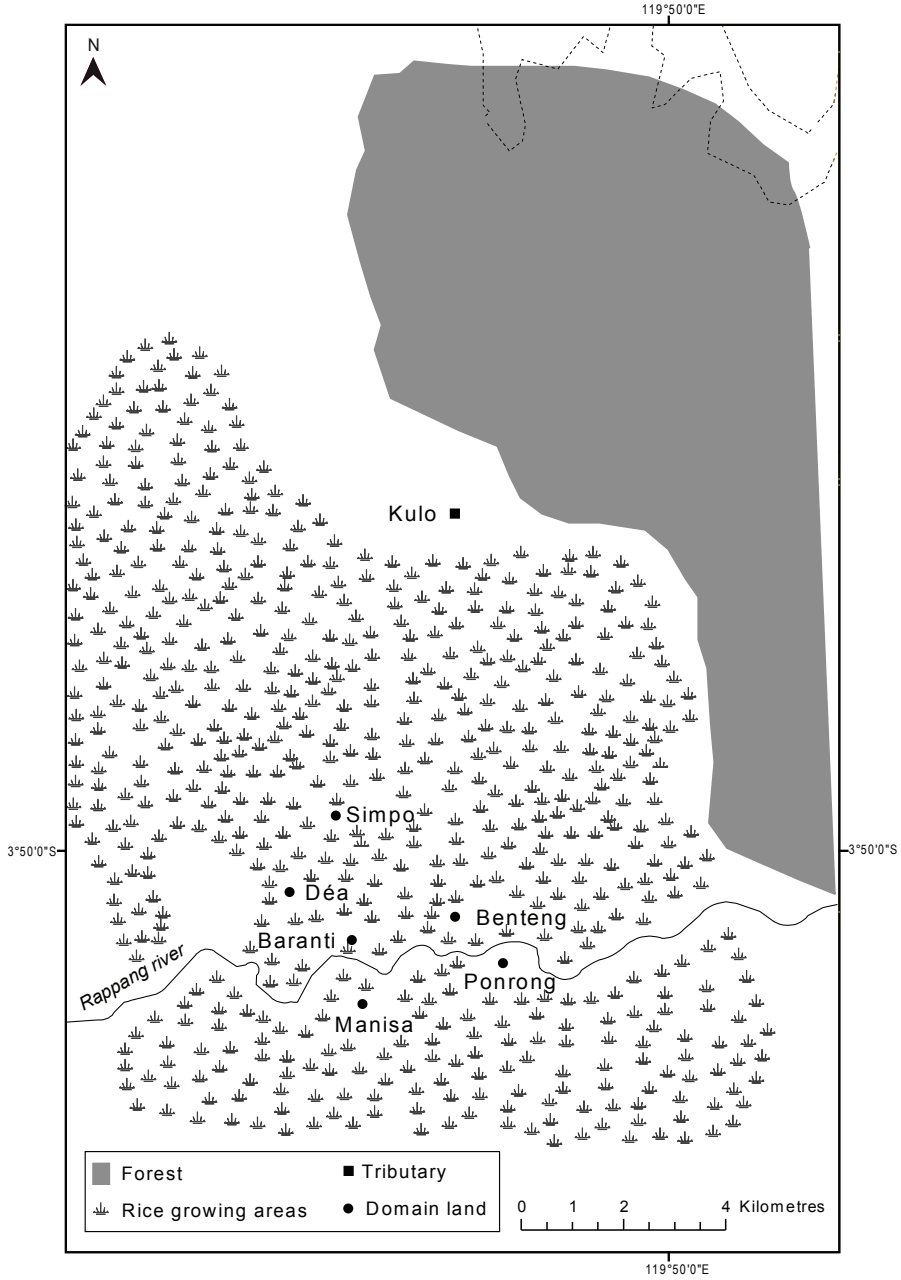 119°50'0"E
N
Kulo
Simpo
3°50'0"S
3°50'0"S
Déa
Benteng
Baranti
Rappang river
Ponrong
Manisa
Forest
Tributary
Rice growing areas
Domain land
0 1 2 4 Kilometres
119°50'0"E